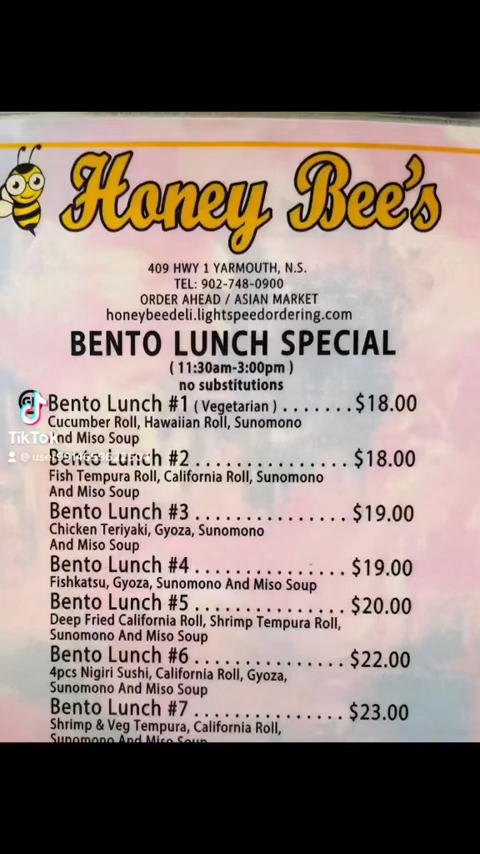 Honey Bee's
409 HWY 1 YARMOUTH, N.S.
TEL: 902-748-0900
ORDER AHEAD / ASIAN MARKET
honeybeedeli.lightspeedordering.com
BENTO LUNCH SPECIAL
( 11:30am-3:00pm )
no substitutions
Bento Lunch #1 ( Vegetarian ) . . . . . . . $18.00
Cucumber Roll, Hawaiian Roll, Sunomono
And Miso Soup
TikTok
Bento Lunch #2 . . . . . . . . . . . . . . . $18.00
Fish Tempura Roll, California Roll, Sunomono
And Miso Soup
Bento Lunch #3 . . . . . . . . . . . . . . . $19.00
Chicken Teriyaki, Gyoza, Sunomono
And Miso Soup
Bento Lunch #4 . . . . . . . . . . . . . . . $19.00
Fishkatsu, Gyoza, Sunomono And Miso Soup
Bento Lunch #5 . . . . . . . . . . . . . . . $20.00
Deep Fried California Roll, Shrimp Tempura Roll,
Sunomono And Miso Soup
Bento Lunch #6 . . . . . . . . . . . . . . . $22.00
4pcs Nigiri Sushi, California Roll, Gyoza,
Sunomono And Miso Soup
Bento Lunch #7 . . . . . . . . . . . . . . . $23.00
Shrimp & Veg Tempura, California Roll,
Sunomono And Miso Soup